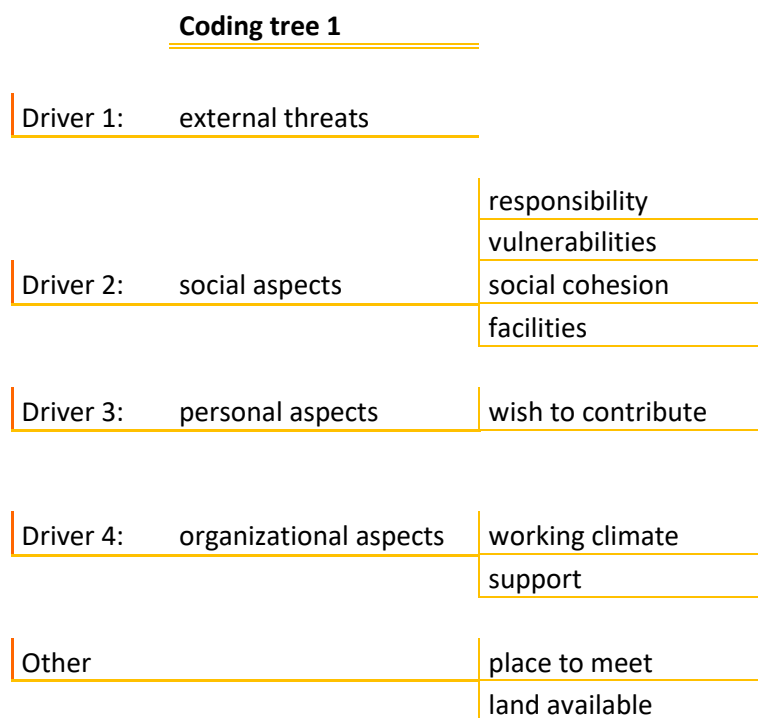 Coding tree 1
Driver 1: external threats
responsibility
vulnerabilities
Driver 2: social aspects social cohesion
facilities
Driver 3: personal aspects wish to contribute
Driver 4: organizational aspects working climate
support
Other place to meet
land available